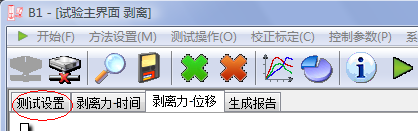 B1 - [试验主界面 剥离]
开始(F) 方法设置(M) 测试操作(T) 校正标定(C) 控制参数(P) 系
测试设置 剥离力-时间 剥离力-位移 生成报告